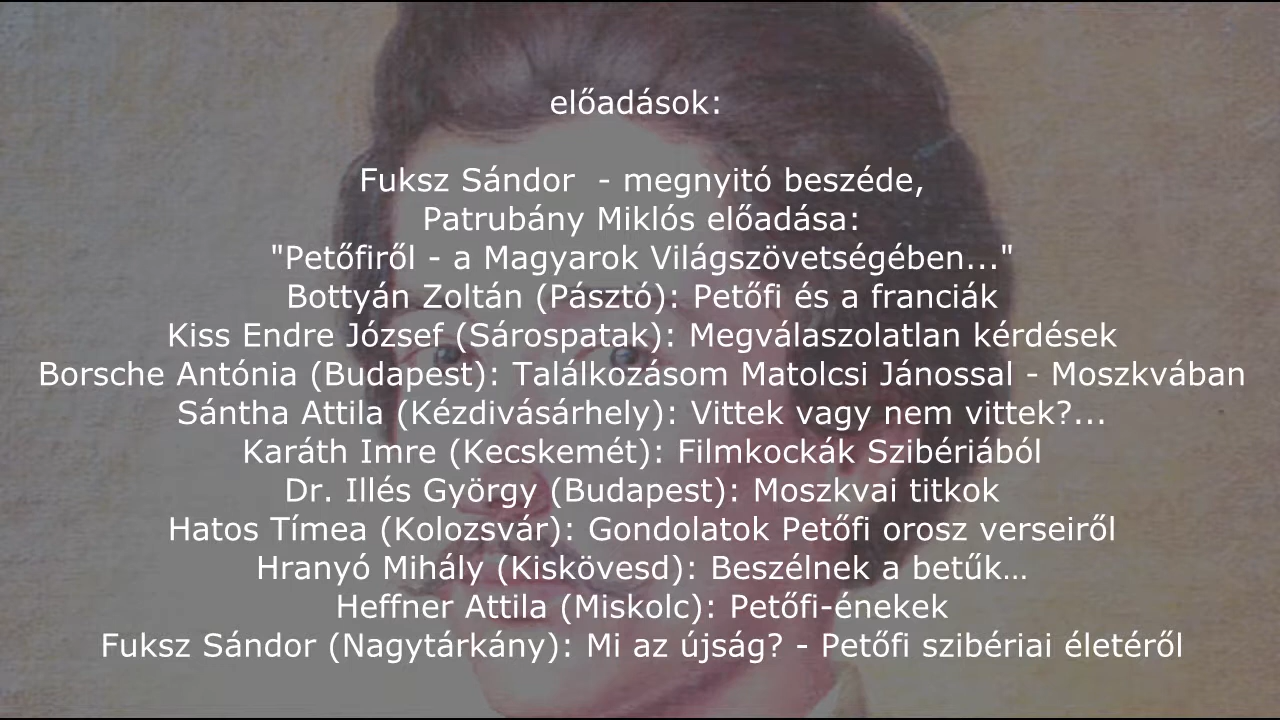 előadások:
Fuksz Sándor - megnyitó beszéde,
Patrubány Miklós előadása:
"Petőfiről - a Magyarok Világszövetségében..."
Bottyán Zoltán (Pásztó): Petőfi és a franciák
Kiss Endre József (Sárospatak): Megválaszolatlan kérdések
Borsche Antónia (Budapest): Találkozásom Matolcsi Jánossal - Moszkvában
Sántha Attila (Kézdivásárhely): Vittek vagy nem vittek?...
Karáth Imre (Kecskemét): Filmkockák Szibériából
Dr. Illés György (Budapest): Moszkvai titkok
Hatos Tímea (Kolozsvár): Gondolatok Petőfi orosz verseiről
Hranyó Mihály (Kiskövesd): Beszélnek a betűk…
Heffner Attila (Miskolc): Petőfi-énekek
Fuksz Sándor (Nagytárkány): Mi az újság? - Petőfi szibériai életéről